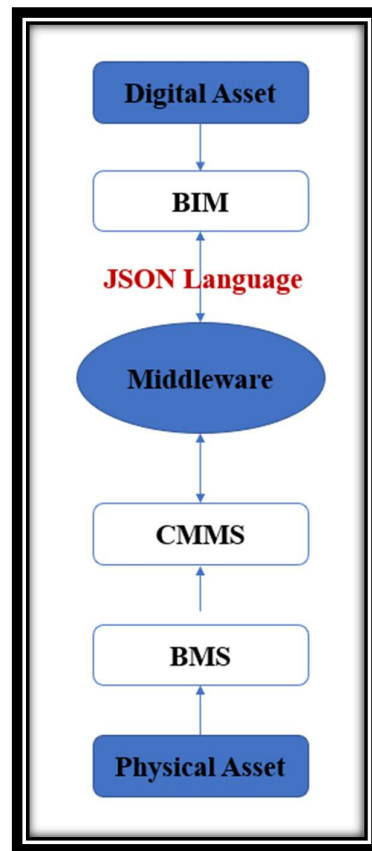 Digital Asset
BIM
JSON Language
Middleware
CMMS
BMS
Physical Asset